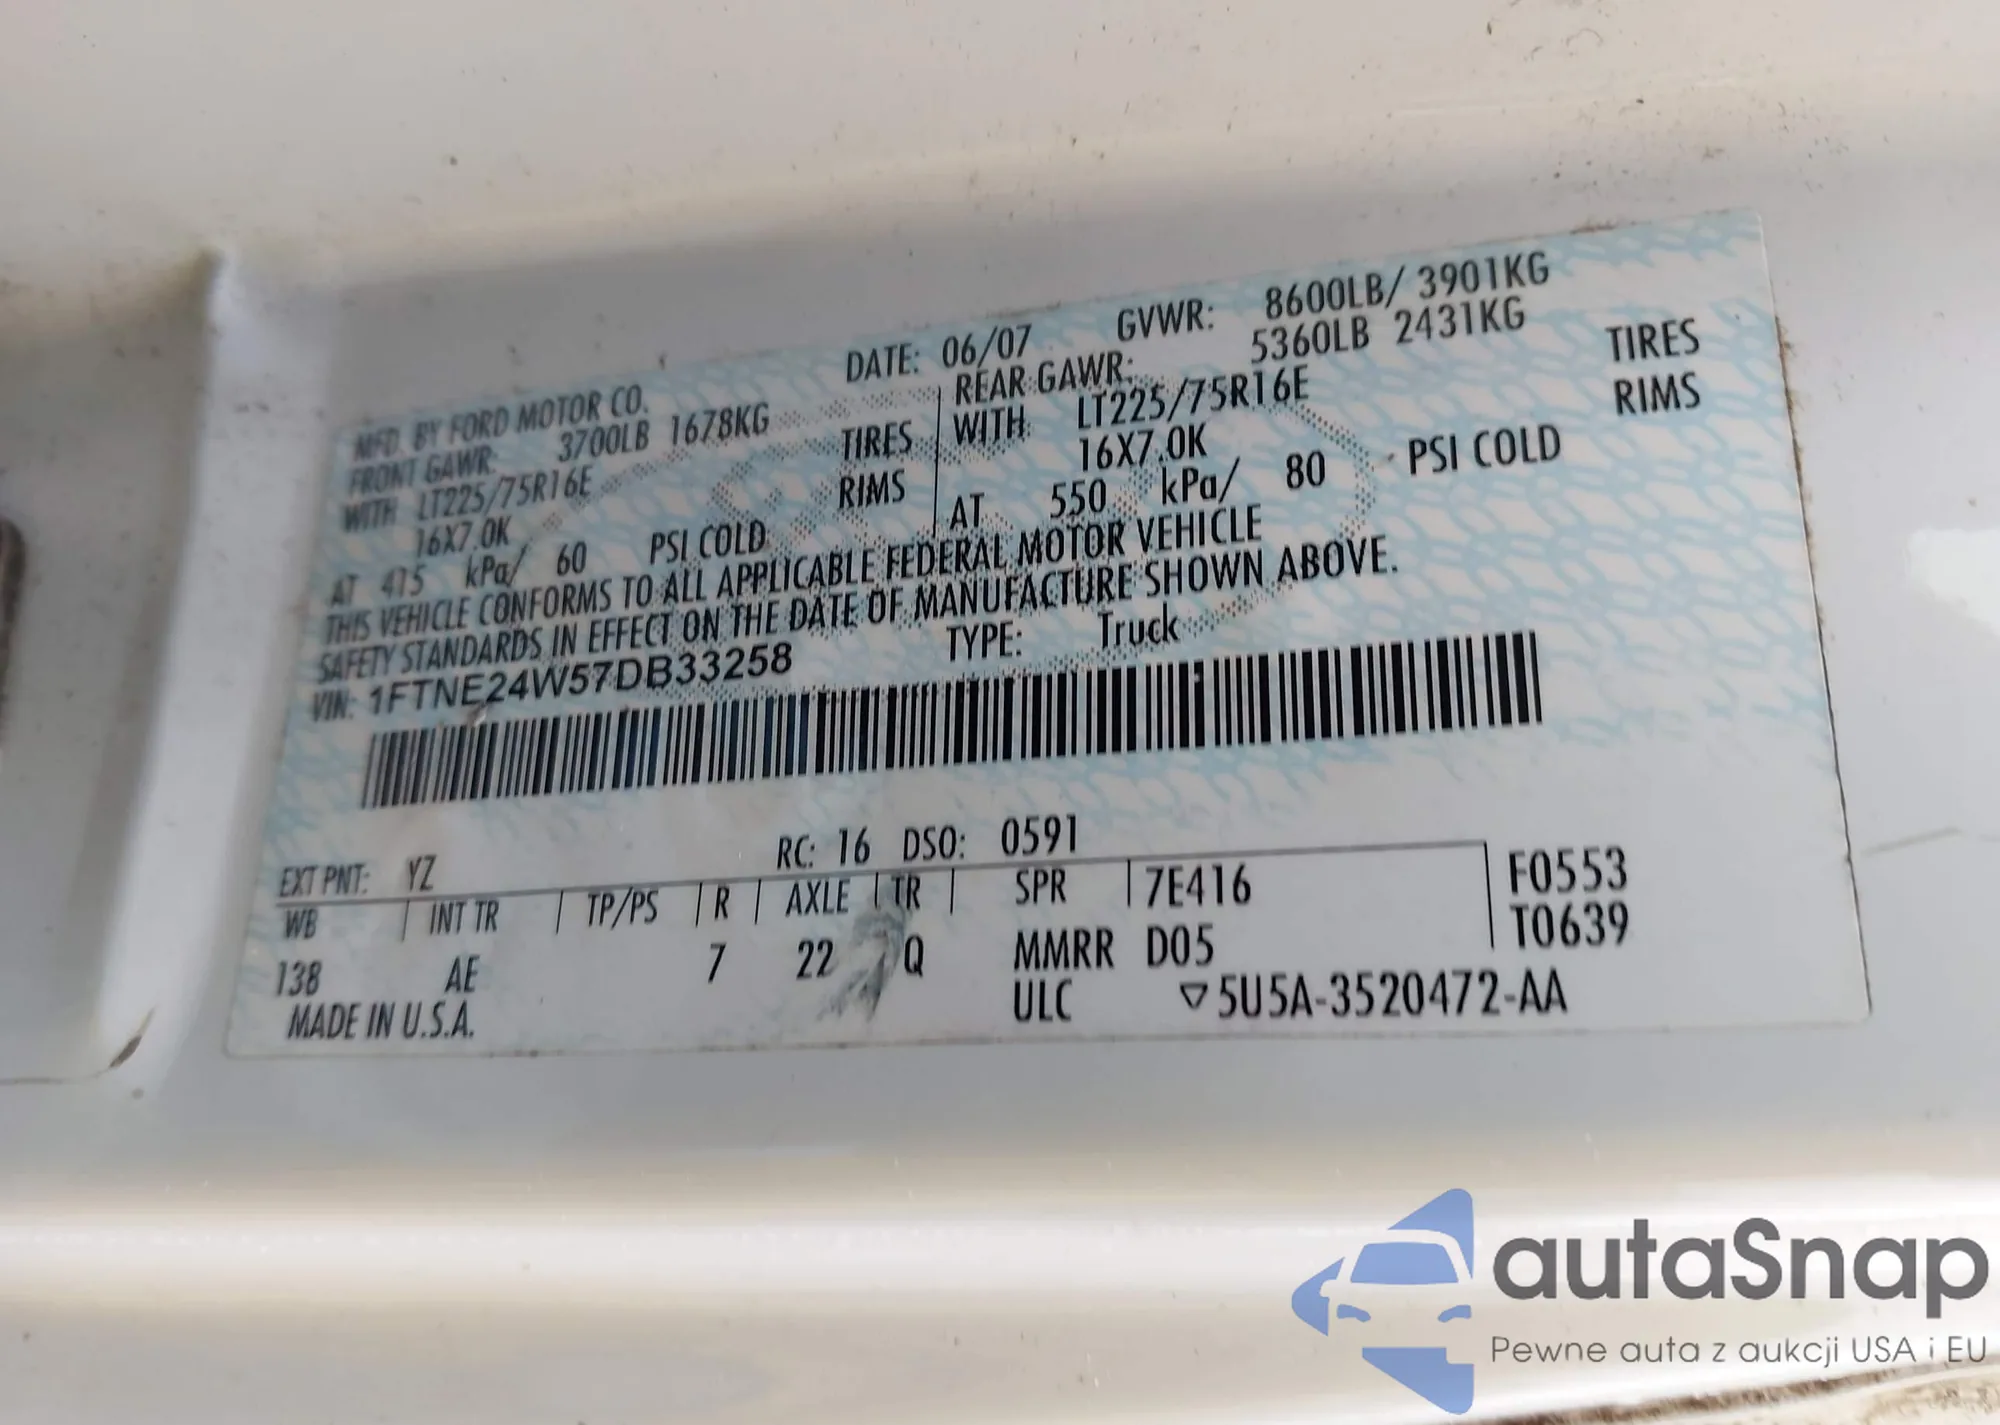 MFD. BY FORD MOTOR CO. DATE: 06/07 GVWR: 8600LB/ 3901KG
FRONT GAWR: 3700LB 1678KG REAR GAWR: 5360LB 2431KG
WITH LT225/75R16E TIRES WITH LT225/75R16E TIRES
16X7.0K RIMS 16X7.0K RIMS
AT 415 kPa/ 60 PSI COLD AT 550 kPa/ 80 PSI COLD
THIS VEHICLE CONFORMS TO ALL APPLICABLE FEDERAL MOTOR VEHICLE
SAFETY STANDARDS IN EFFECT ON THE DATE OF MANUFACTURE SHOWN ABOVE.
VIN: 1FTNE24W57DB33258 TYPE: Truck
EXT PNT: YZ RC: 16 DSO: 0591
WB INT TR TP/PS R AXLE TR SPR 7E416 F0553
138 AE 7 22 Q MMRR D05 T0639
MADE IN U.S.A. ULC ▽5U5A-3520472-AA
autaSnap
Pewne auta z aukcji USA i EU